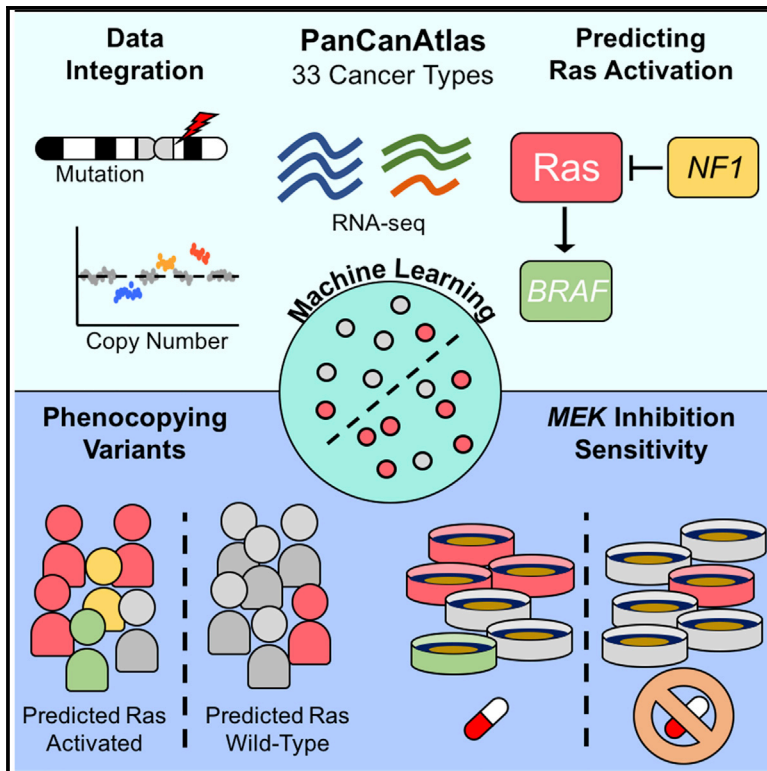 Data
Integration
Mutation
Copy Number
PanCanAtlas
33 Cancer Types
RNA-seq
Predicting
Ras Activation
Ras
NF1
BRAF
Machine Learning
Phenocopying
Variants
Predicted Ras
Activated
Predicted Ras
Wild-Type
MEK Inhibition
Sensitivity